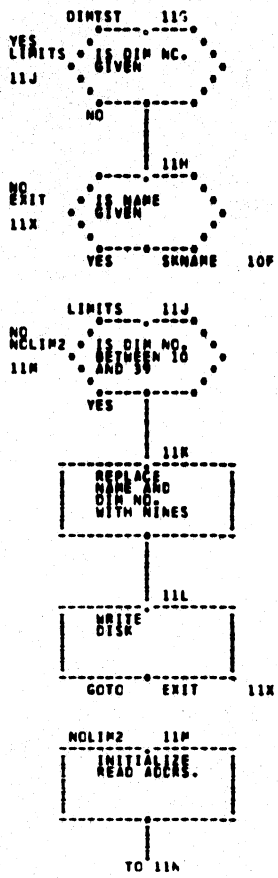 DIMTST 11G
YES
LIMITS
11J
IS DIM NO.
GIVEN
NO
11H
NO
EXIT
11X
IS NAME
GIVEN
YES SKNAME 10F
LIMITS 11J
NO
NOLIM2
11M
IS DIM NO.
BETWEEN 10
AND 39
YES
11K
REPLACE
NAME AND
DIM NO.
WITH NINES
11L
WRITE
DISK
GOTO EXIT 11X
NOLIM2 11M
INITIALIZE
READ ADDRS.
TO 11N